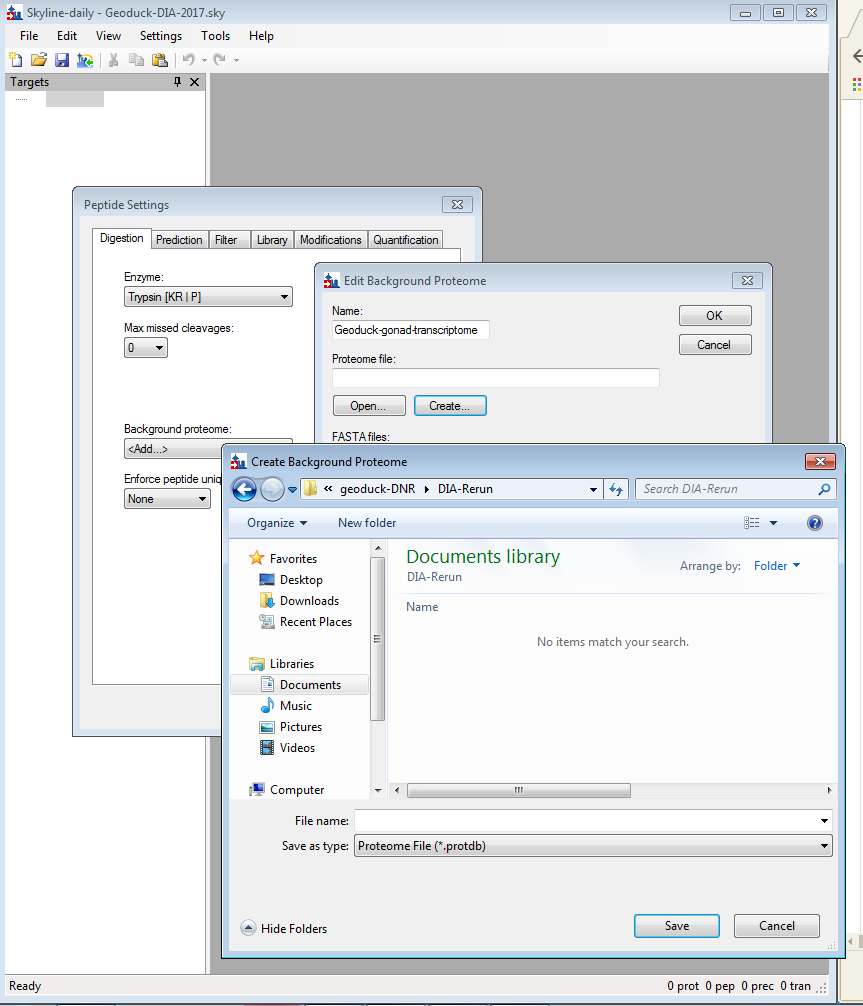 Skyline-daily - Geoduck-DIA-2017.sky
File Edit View Settings Tools Help
Targets
Peptide Settings
Digestion Prediction Filter Library Modifications Quantification
Enzyme:
Trypsin [KR | P]
Max missed cleavages:
0
Background proteome:
<Add...>
Enforce peptide uniq
None
Edit Background Proteome
Name:
Geoduck-gonad-transcriptome
OK
Cancel
Proteome file:
Open... Create...
FASTA files:
Create Background Proteome
« geoduck-DNR DIA-Rerun
Search DIA-Rerun
Organize New folder
Favorites
Desktop
Downloads
Recent Places
Libraries
Documents
Music
Pictures
Videos
Computer
Documents library
DIA-Rerun
Arrange by: Folder
Name
No items match your search.
File name:
Save as type: Proteome File (*.protdb)
Hide Folders
Save Cancel
Ready
0 prot 0 pep 0 prec 0 tran